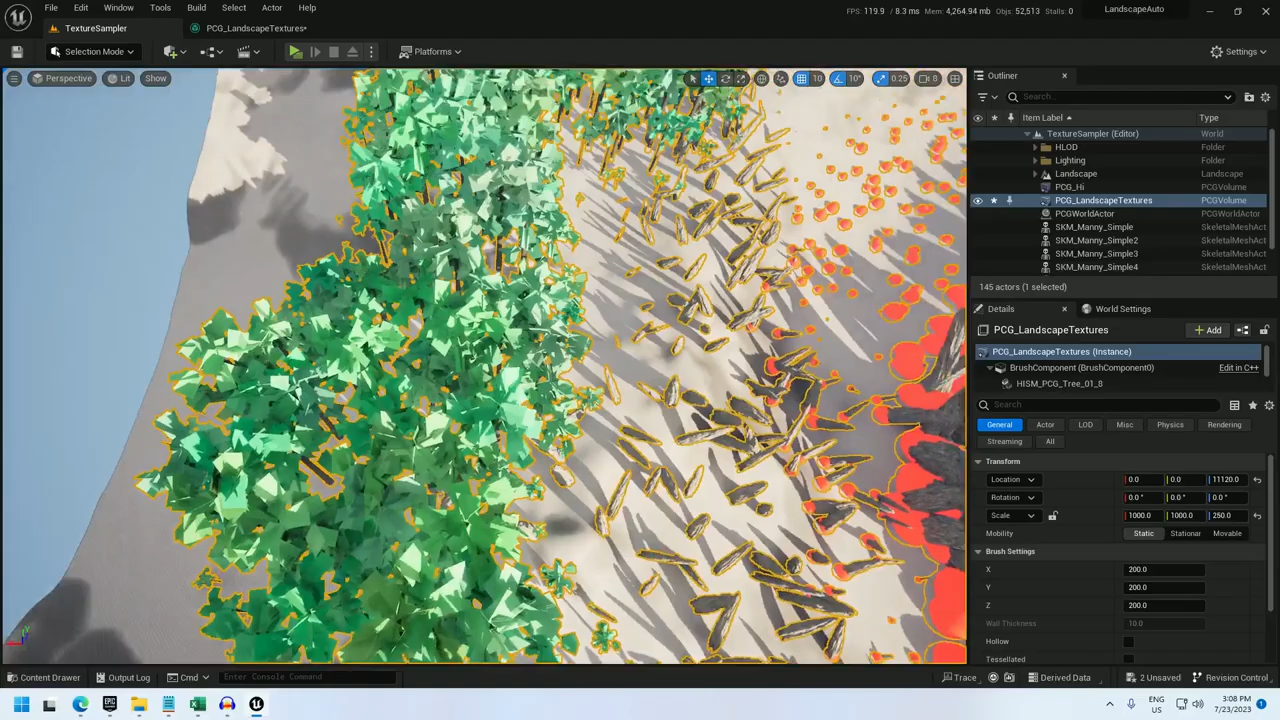 File Edit Window Tools Build Select Actor Help
FPS: 119.9 / 8.3 ms Mem: 4,264.94 mb Objs: 52,513 Stalls: 0
LandscapeAuto
TextureSampler
PCG_LandscapeTextures*
Selection Mode
Platforms
Settings
Perspective
Lit
Show
10
10°
0.25
8
Outliner
Search...
Item Label
Type
TextureSampler (Editor) World
HLOD Folder
Lighting Folder
Landscape Landscape
PCG_Hi PCGVolume
PCG_LandscapeTextures PCGVolume
PCGWorldActor PCGWorldActor
SKM_Manny_Simple SkeletalMeshAct
SKM_Manny_Simple2 SkeletalMeshAct
SKM_Manny_Simple3 SkeletalMeshAct
SKM_Manny_Simple4 SkeletalMeshAct
145 actors (1 selected)
Details
World Settings
PCG_LandscapeTextures
Add
PCG_LandscapeTextures (Instance)
BrushComponent (BrushComponent0) Edit in C++
HISM_PCG_Tree_01_8
Search
General Actor LOD Misc Physics Rendering
Streaming All
Transform
Location 0.0 0.0 11120.0
Rotation 0.0 ° 0.0 ° 0.0 °
Scale 1000.0 1000.0 250.0
Mobility Static Stationar Movable
Brush Settings
X 200.0
Y 200.0
Z 200.0
Wall Thickness 10.0
Hollow
Tessellated
Content Drawer
Output Log
Cmd
Enter Console Command
Trace
Derived Data
2 Unsaved
Revision Control
ENG
US
3:08 PM
7/23/2023
1